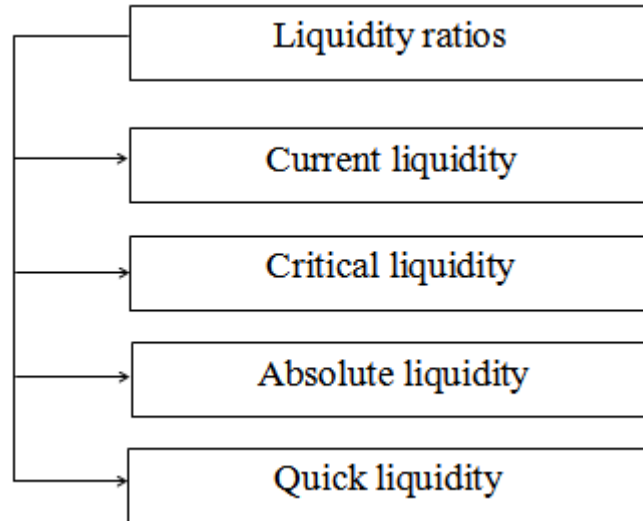 Liquidity ratios
Current liquidity
Critical liquidity
Absolute liquidity
Quick liquidity